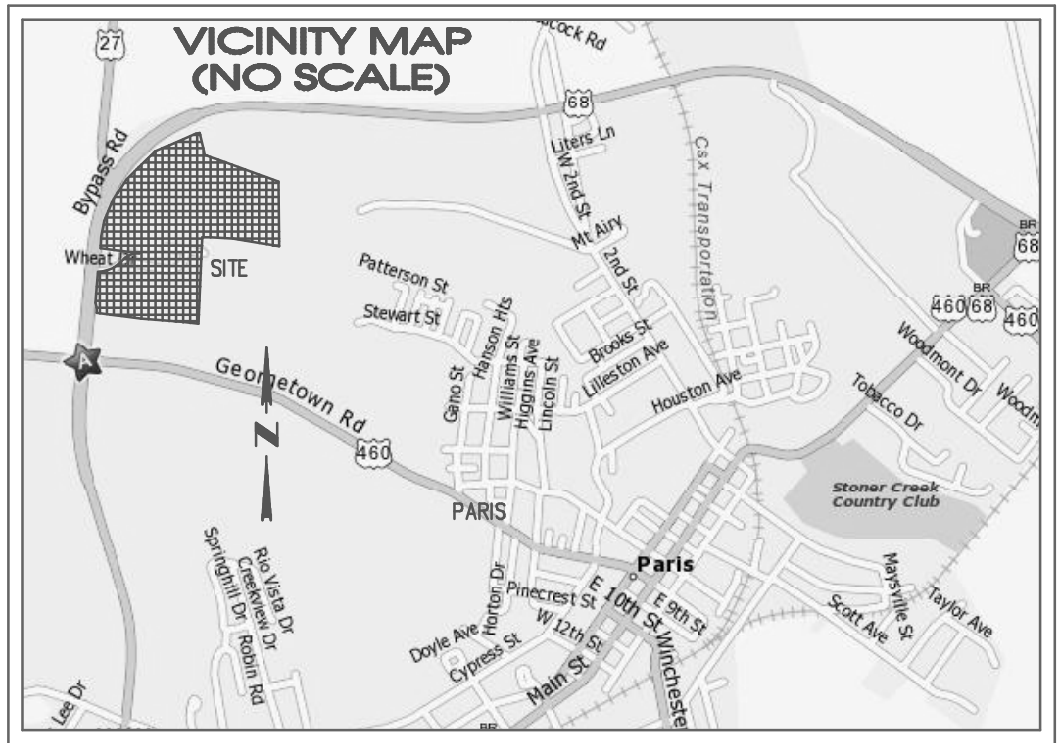 VICINITY MAP
(NO SCALE)
27
68
Liters Ln
W 2nd St
Csx Transportation
Bypass Rd
Mt Airy
2nd St
Wheat
SITE
Patterson St
Stewart St
BR
68
BR
460
68
460
Hanson Hts
Williams St
Higgins Ave
Lincoln St
Gano St
Brooks St
Lilleston Ave
Houston Ave
Woodmont Dr
Woodm
Tobacco Dr
A
Georgetown Rd
N
460
Stoner Creek
Country Club
PARIS
Paris
Springhill Dr
Creekview Dr
Rio Vista Dr
Robin Rd
Horton Dr
Pinecrest St
E 10th St
E 9th St
W 12th St
Doyle Ave
Cypress St
Main St
Winchester
Maysville St
Scott Ave
Taylor Ave
Lee Dr
BR